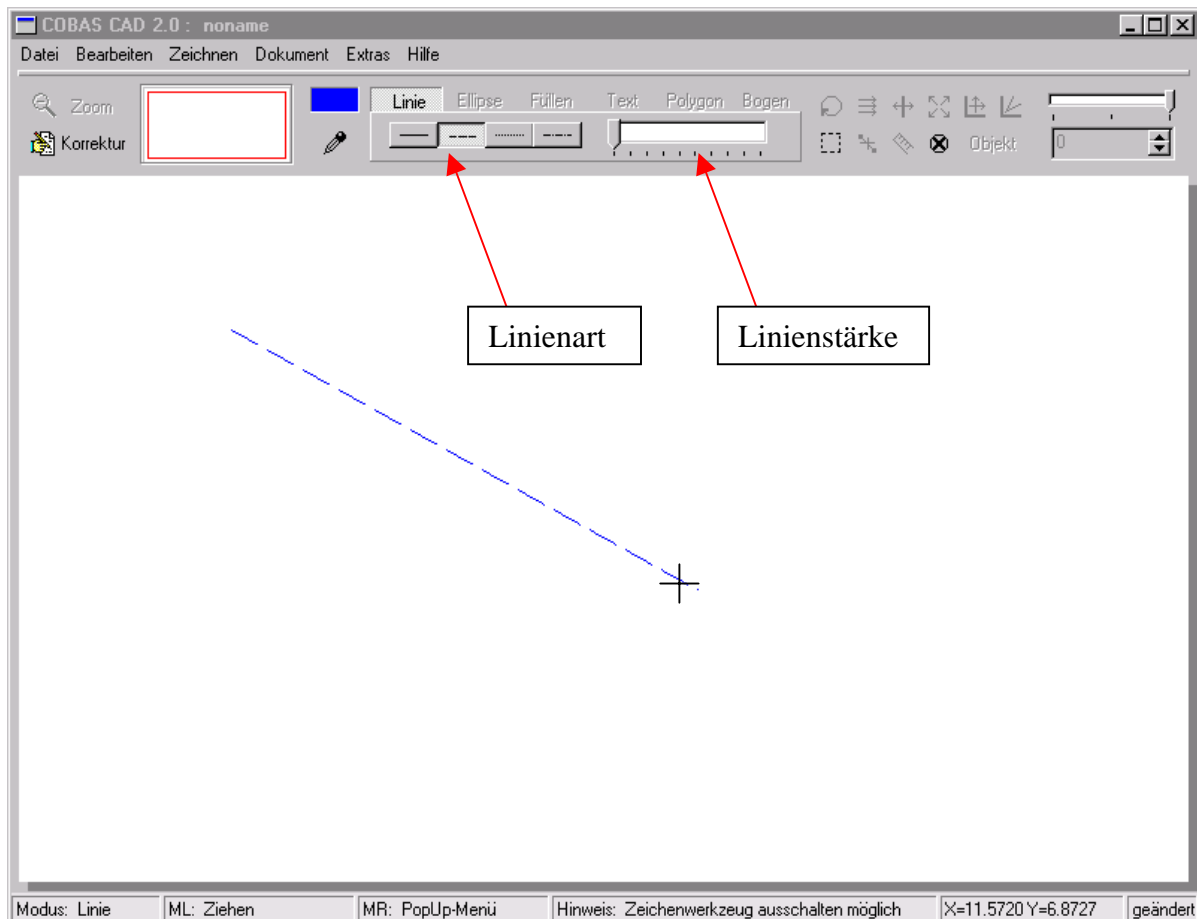 COBAS CAD 2.0 : noname
Datei Bearbeiten Zeichnen Dokument Extras Hilfe
Zoom Linie Ellipse Füllen Text Polygon Bogen
Korrektur Objekt 0
Linienart Linienstärke
Modus: Linie ML: Ziehen MR: PopUp-Menü Hinweis: Zeichenwerkzeug ausschalten möglich X=11.5720 Y=6.8727 geändert